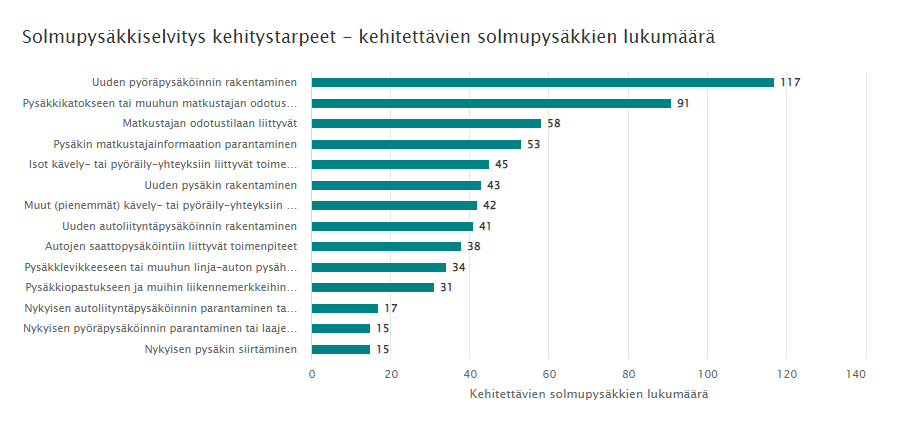 Solmupysäkkiselvitys kehitystarpeet - kehitettävien solmupysäkkien lukumäärä
Uuden pyöräpysäköinnin rakentaminen 117
Pysäkkikatokseen tai muuhun matkustajan odotus... 91
Matkustajan odotustilaan liittyvät 58
Pysäkin matkustajainformaation parantaminen 53
Isot kävely- tai pyöräily-yhteyksiin liittyvät toime... 45
Uuden pysäkin rakentaminen 43
Muut (pienemmät) kävely- tai pyöräily-yhteyksiin ... 42
Uuden autoliityntäpysäköinnin rakentaminen 41
Autojen saattopysäköintiin liittyvät toimenpiteet 38
Pysäkklevikkeeseen tai muuhun linja-auton pysäh... 34
Pysäkkiopastukseen ja muihin liikennemerkkeihin... 31
Nykyisen autoliityntäpysäköinnin parantaminen ta... 17
Nykyisen pyöräpysäköinnin parantaminen tai laaje... 15
Nykyisen pysäkin siirtäminen 15
0 20 40 60 80 100 120 140
Kehitettävien solmupysäkkien lukumäärä